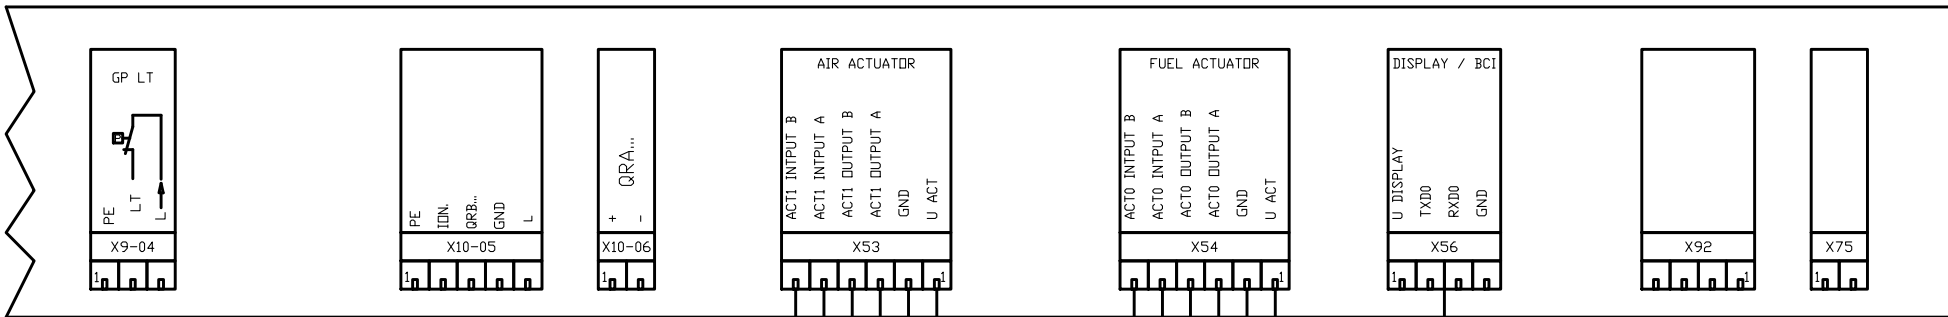 GP LT
PE
LT
L
X9-04
1
PE
ION.
QRB...
GND
L
X10-05
1
QRA...
+
-
X10-06
1
AIR ACTUATOR
ACT1 INTPUT B
ACT1 INTPUT A
ACT1 OUTPUT B
ACT1 OUTPUT A
GND
U ACT
X53
1
FUEL ACTUATOR
ACT0 INTPUT B
ACT0 INTPUT A
ACT0 OUTPUT B
ACT0 OUTPUT A
GND
U ACT
X54
1
DISPLAY / BCI
U DISPLAY
TXD0
RXD0
GND
X56
1
X92
1
X75
1